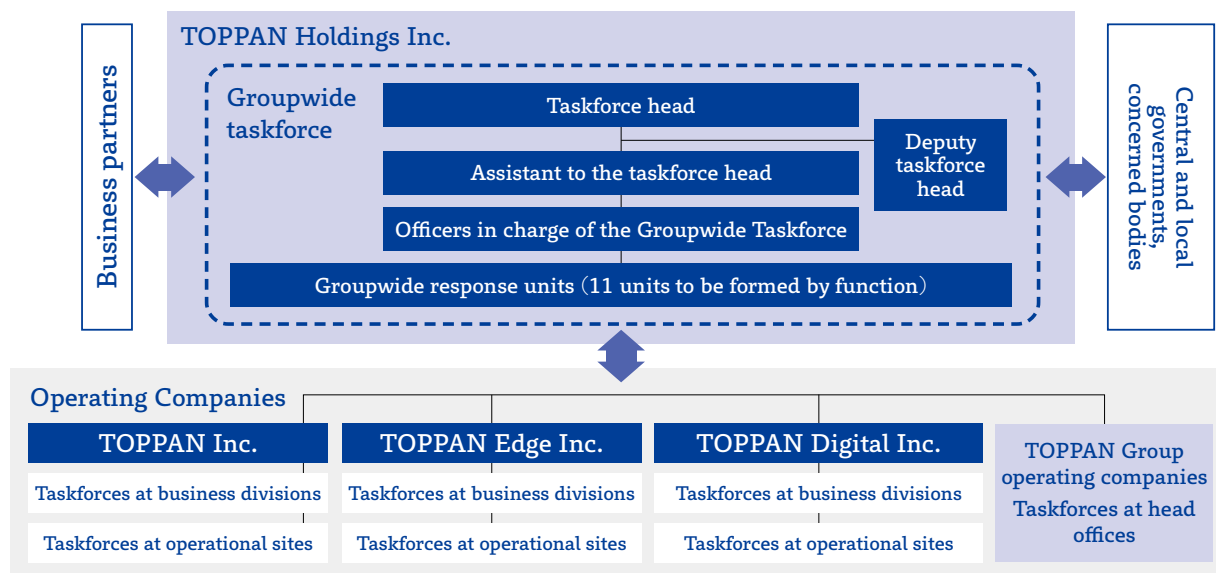 TOPPAN Holdings Inc.
Business partners
Groupwide
taskforce
Taskforce head
Deputy
taskforce
head
Assistant to the taskforce head
Officers in charge of the Groupwide Taskforce
Groupwide response units (11 units to be formed by function)
Central and local
governments,
concerned bodies
Operating Companies
TOPPAN Inc.
Taskforces at business divisions
Taskforces at operational sites
TOPPAN Edge Inc.
Taskforces at business divisions
Taskforces at operational sites
TOPPAN Digital Inc.
Taskforces at business divisions
Taskforces at operational sites
TOPPAN Group
operating companies
Taskforces at head
offices